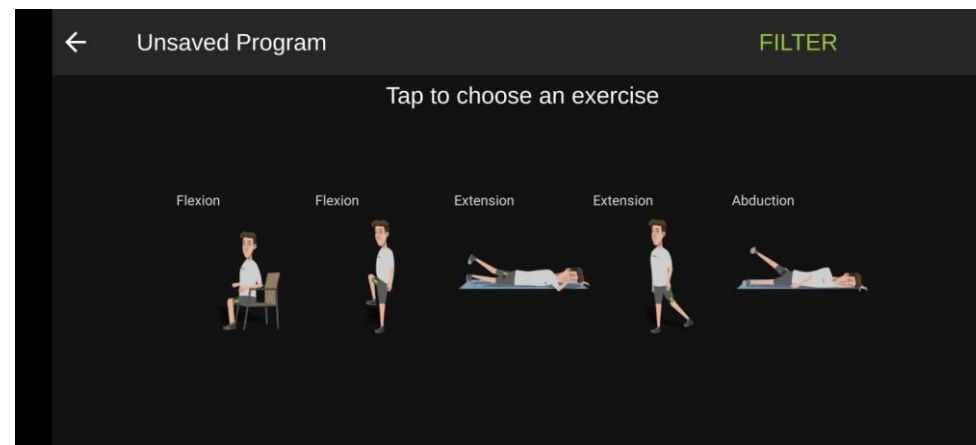 Unsaved Program
FILTER
Tap to choose an exercise
Flexion
Flexion
Extension
Extension
Abduction